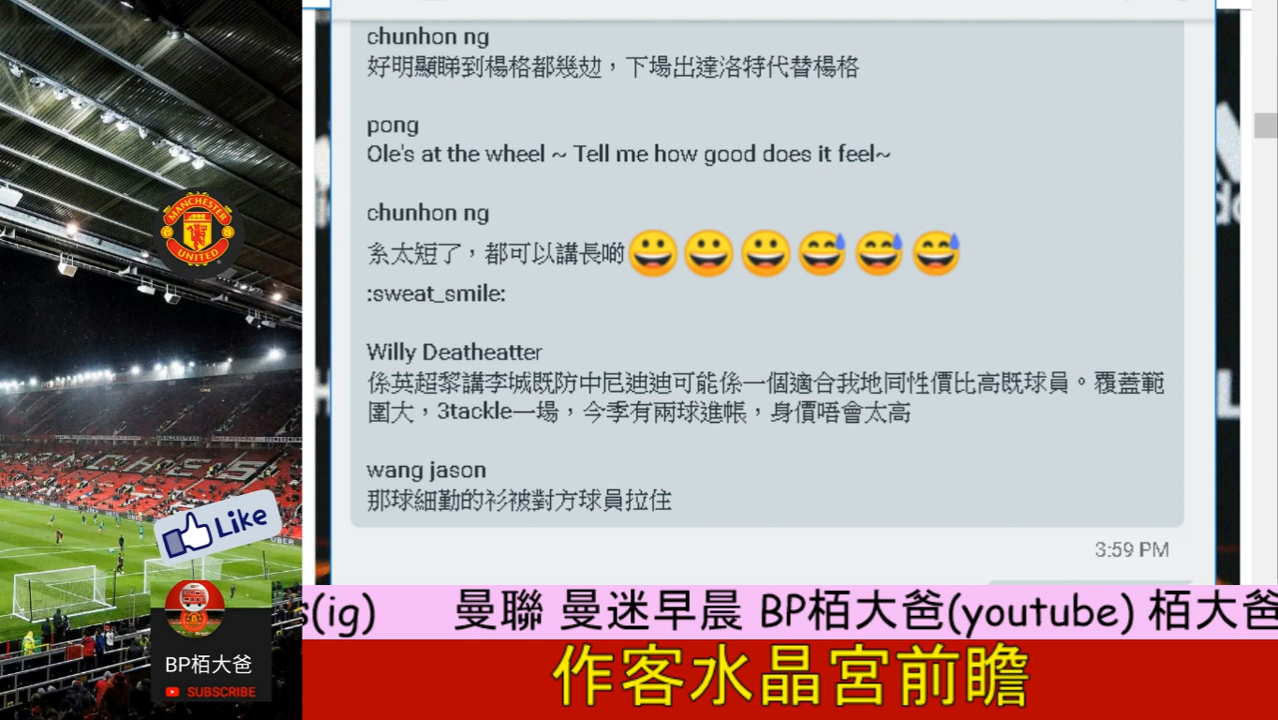 chunhon ng
好明顯睇到楊格都幾攰，下場出達洛特代替楊格
pong
Ole's at the wheel ~ Tell me how good does it feel~
chunhon ng
糸太短了，都可以講長啲😀😀😀😅😅😅
:sweat_smile:
Willy Deatheatter
係英超黎講李城既防中尼迪迪可能係一個適合我地同性價比高既球員。覆蓋範
圍大，3tackle一場，今季有兩球進帳，身價唔會太高
wang jason
那球細勤的衫被對方球員拉住
3:59 PM
MANCHESTER
UNITED
CHES
Like
BP栢大爸
SUBSCRIBE
(ig) 曼聯 曼迷早晨 BP栢大爸(youtube) 栢大爸
作客水晶宮前瞻